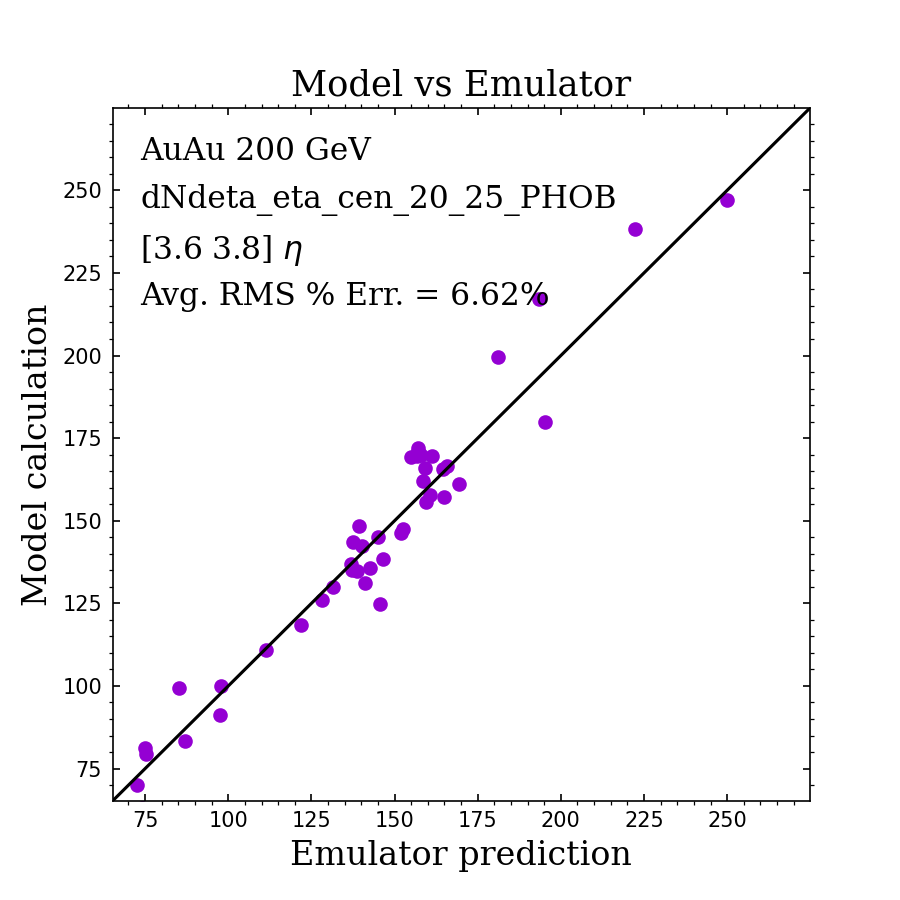 Model vs Emulator
AuAu 200 GeV
dNdeta_eta_cen_20_25_PHOB
[3.6 3.8] η
Avg. RMS % Err. = 6.62%
Model calculation
250
225
200
175
150
125
100
75
75 100 125 150 175 200 225 250
Emulator prediction